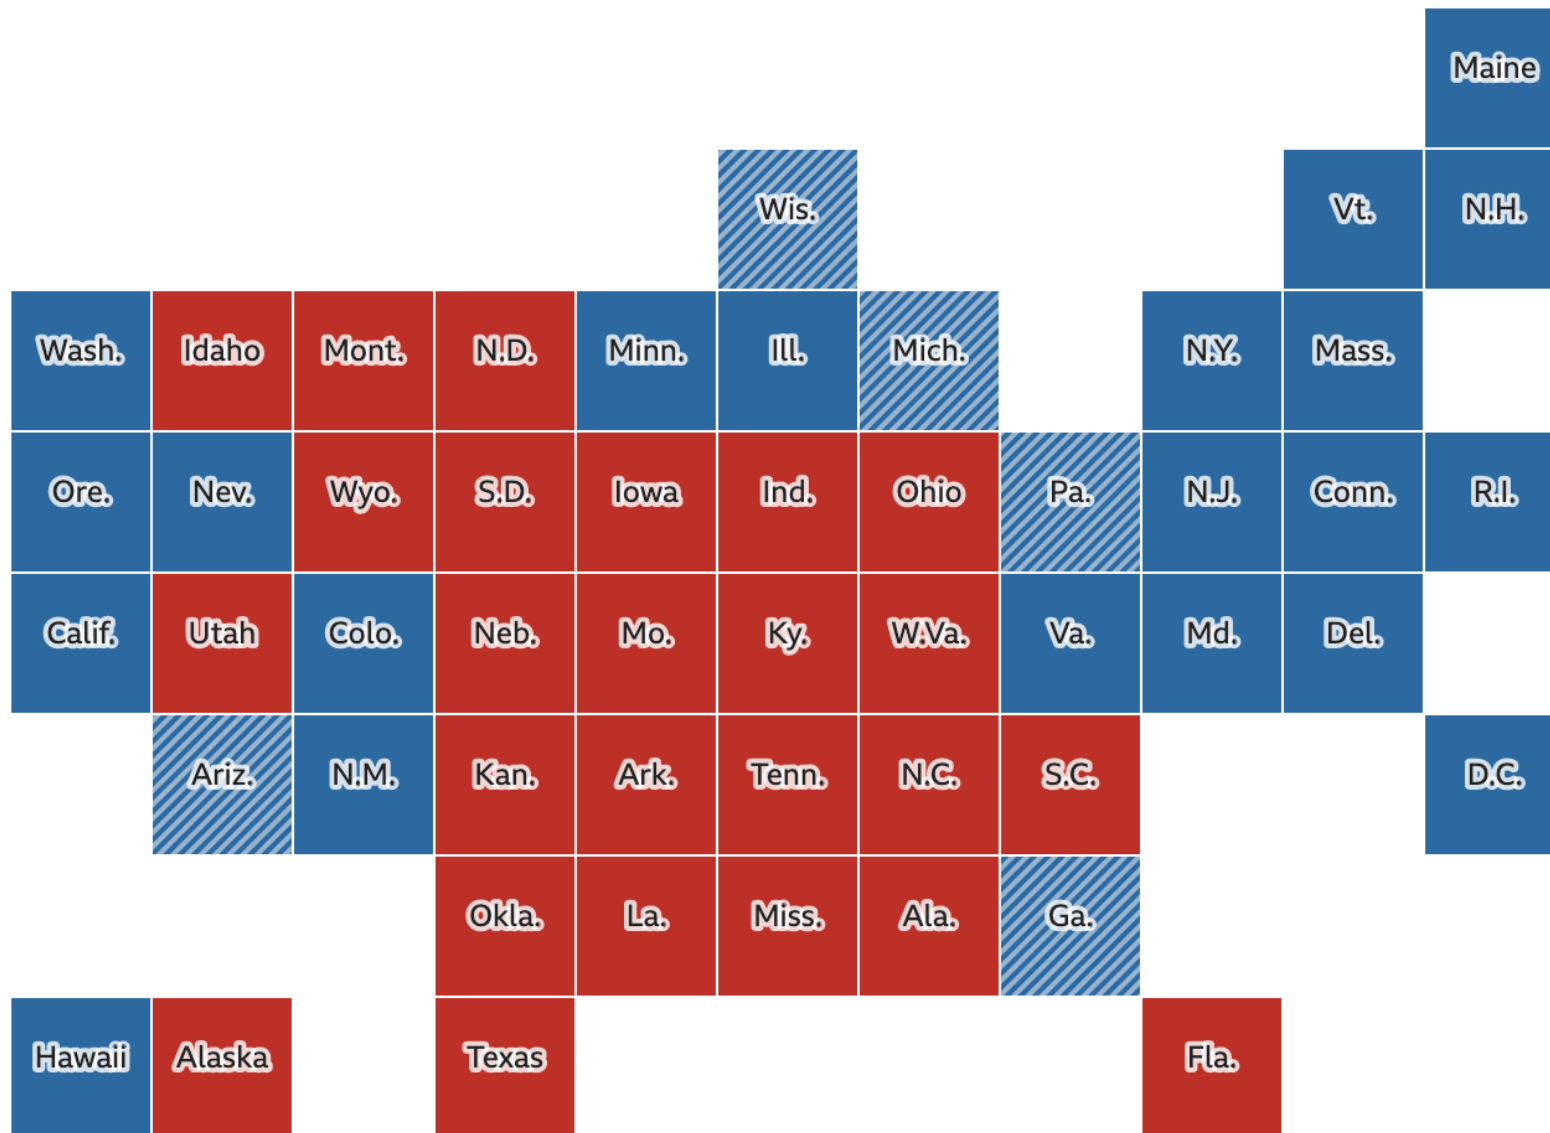 Maine
Wis. Vt. N.H.
Wash. Idaho Mont. N.D. Minn. Ill. Mich. N.Y. Mass.
Ore. Nev. Wyo. S.D. Iowa Ind. Ohio Pa. N.J. Conn. R.I.
Calif. Utah Colo. Neb. Mo. Ky. W.Va. Va. Md. Del.
Ariz. N.M. Kan. Ark. Tenn. N.C. S.C. D.C.
Okla. La. Miss. Ala. Ga.
Hawaii Alaska Texas Fla.